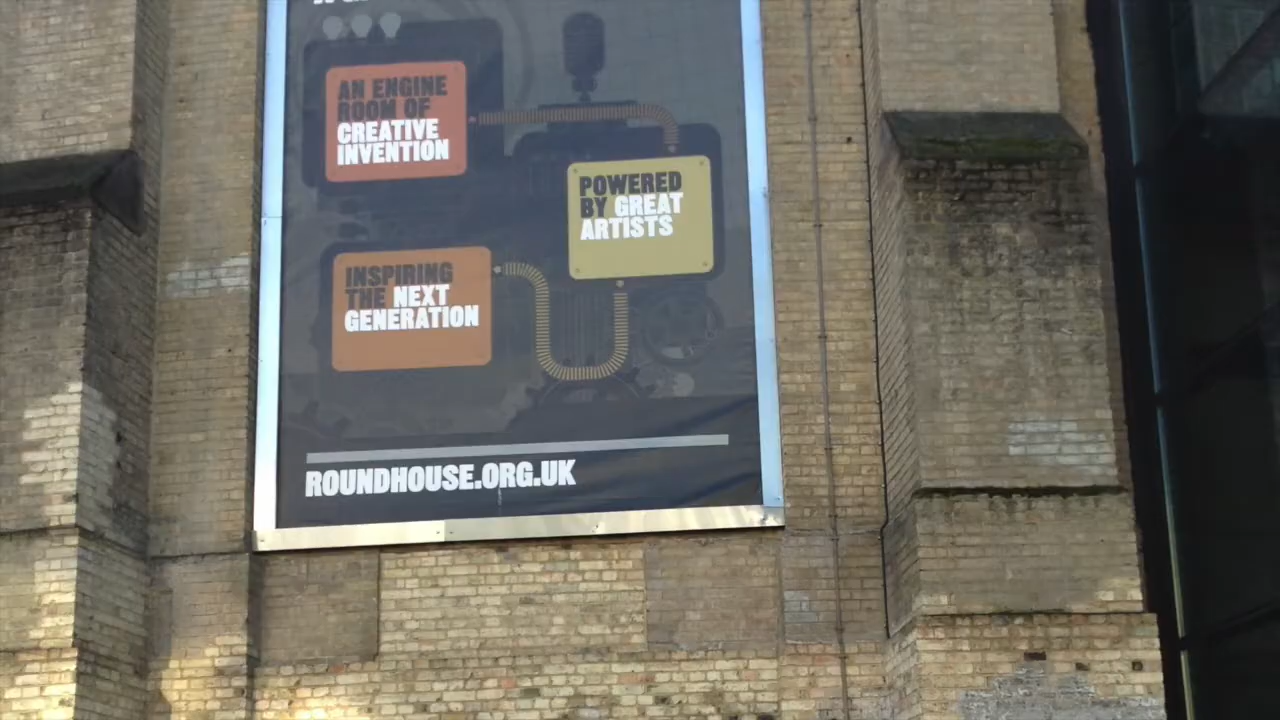 AN ENGINE
ROOM OF
CREATIVE
INVENTION
POWERED
BY GREAT
ARTISTS
INSPIRING
THE NEXT
GENERATION
ROUNDHOUSE.ORG.UK